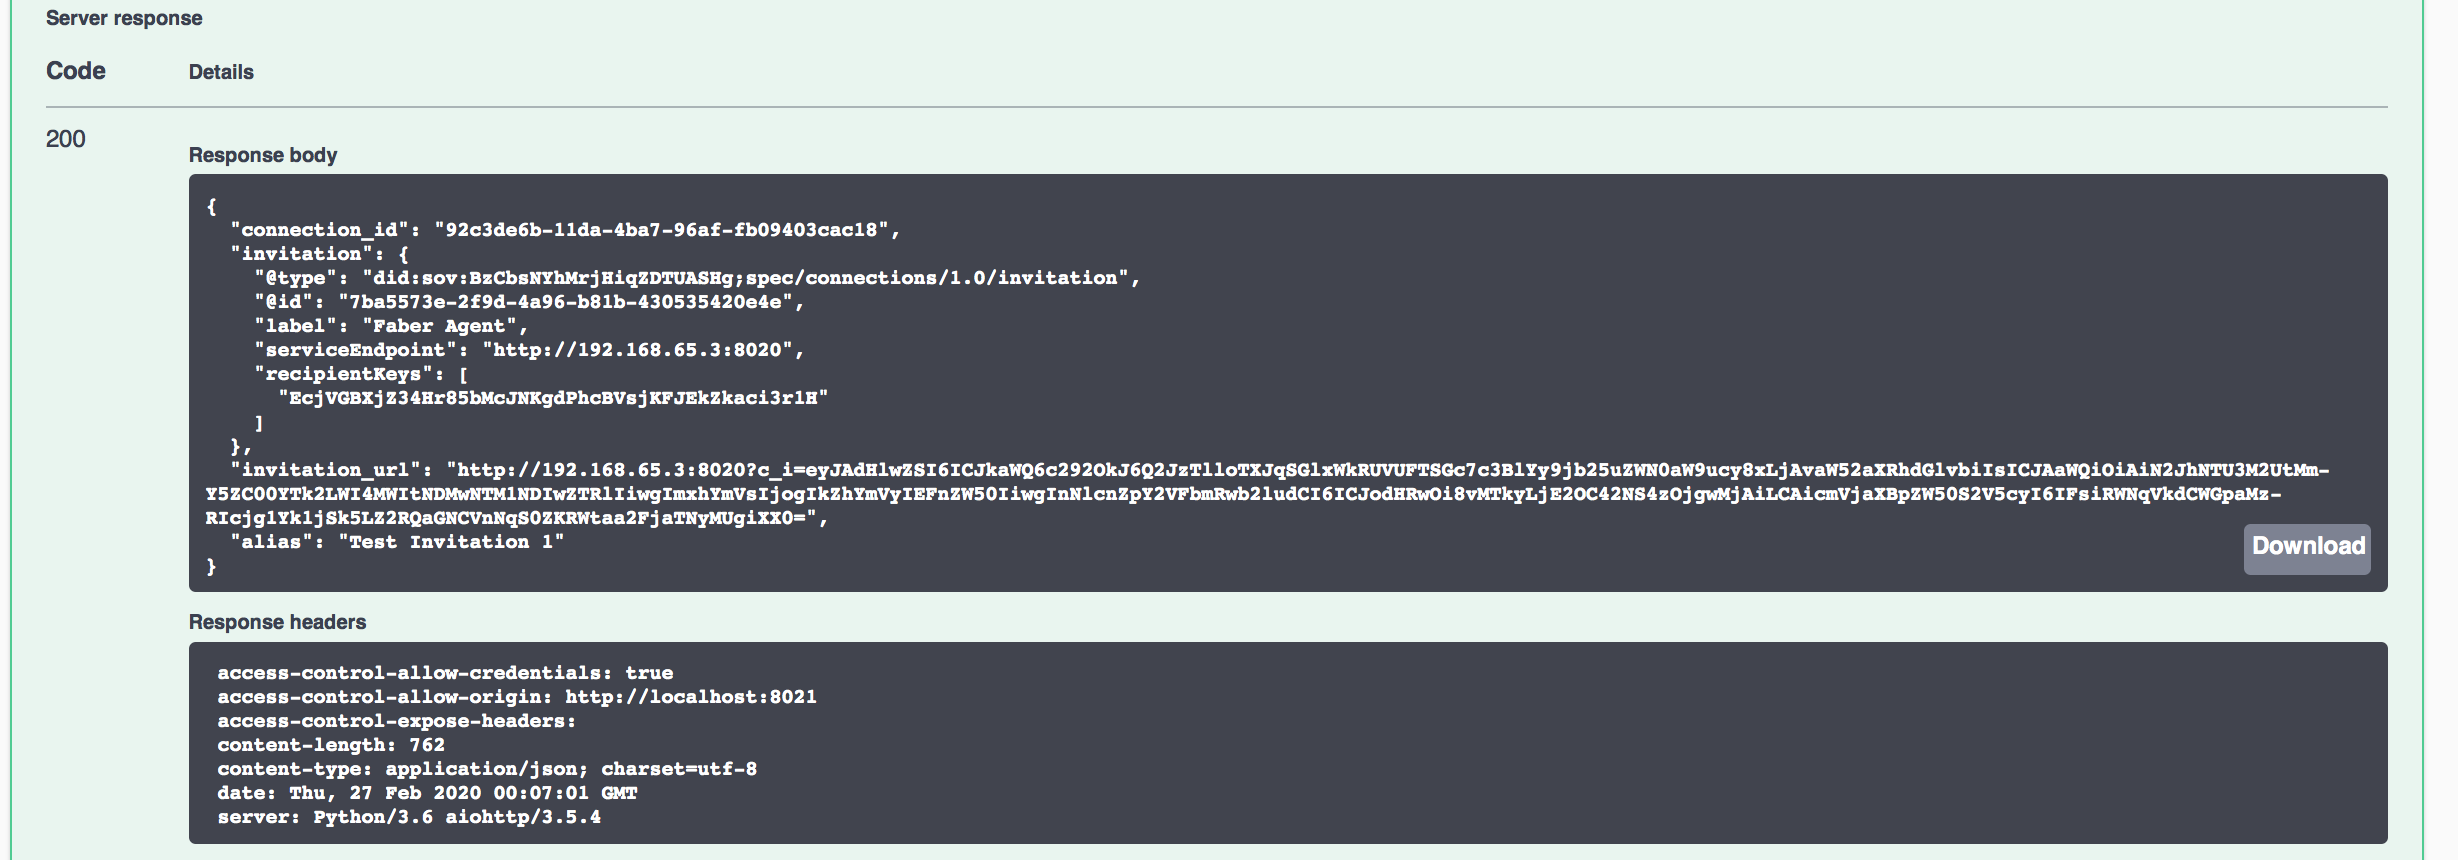 Server response
Code Details
200
Response body
{
"connection_id": "92c3de6b-11da-4ba7-96af-fb09403cac18",
"invitation": {
"@type": "did:sov:BzCbsNYhMrjHiqZDTUASHg;spec/connections/1.0/invitation",
"@id": "7ba5573e-2f9d-4a96-b81b-430535420e4e",
"label": "Faber Agent",
"serviceEndpoint": "http://192.168.65.3:8020",
"recipientKeys": [
"EcjVGBXjZ34Hr85bMcJNKgdPhcBVsjKFJEkZkaci3r1H"
]
},
"invitation_url": "http://192.168.65.3:8020?c_i=eyJAdHlwZSI6ICJkaWQ6c292OkJ6Q2JzTlloTXJqSGlxWkRUVUFTSGc7c3BlYy9jb25uZWN0aW9ucy8xLjAvaW52aXRhdGlvbiIsICJAaWQiOiAiN2JhNTU3M2UtMm-
Y5ZC00YTk2LWI4MWItNDMwNTM1NDIwZTRlIiwgImxhYmVsIjogIkZhYmVyIEFnZW50IiwgInNlcnZpY2VFbmRwb2ludCI6ICJodHRwOi8vMTkyLjE2OC42NS4zOjgwMjAiLCAicmVjaXBpZW50S2V5cyI6IFsiRWNqVkdCWGpaMz-
RIcjg1Yk1jSk5LZ2RQaGNCVnNqS0ZKRWtaa2FjaTNyMUgiXX0=",
"alias": "Test Invitation 1"
}
Download
Response headers
access-control-allow-credentials: true
access-control-allow-origin: http://localhost:8021
access-control-expose-headers:
content-length: 762
content-type: application/json; charset=utf-8
date: Thu, 27 Feb 2020 00:07:01 GMT
server: Python/3.6 aiohttp/3.5.4